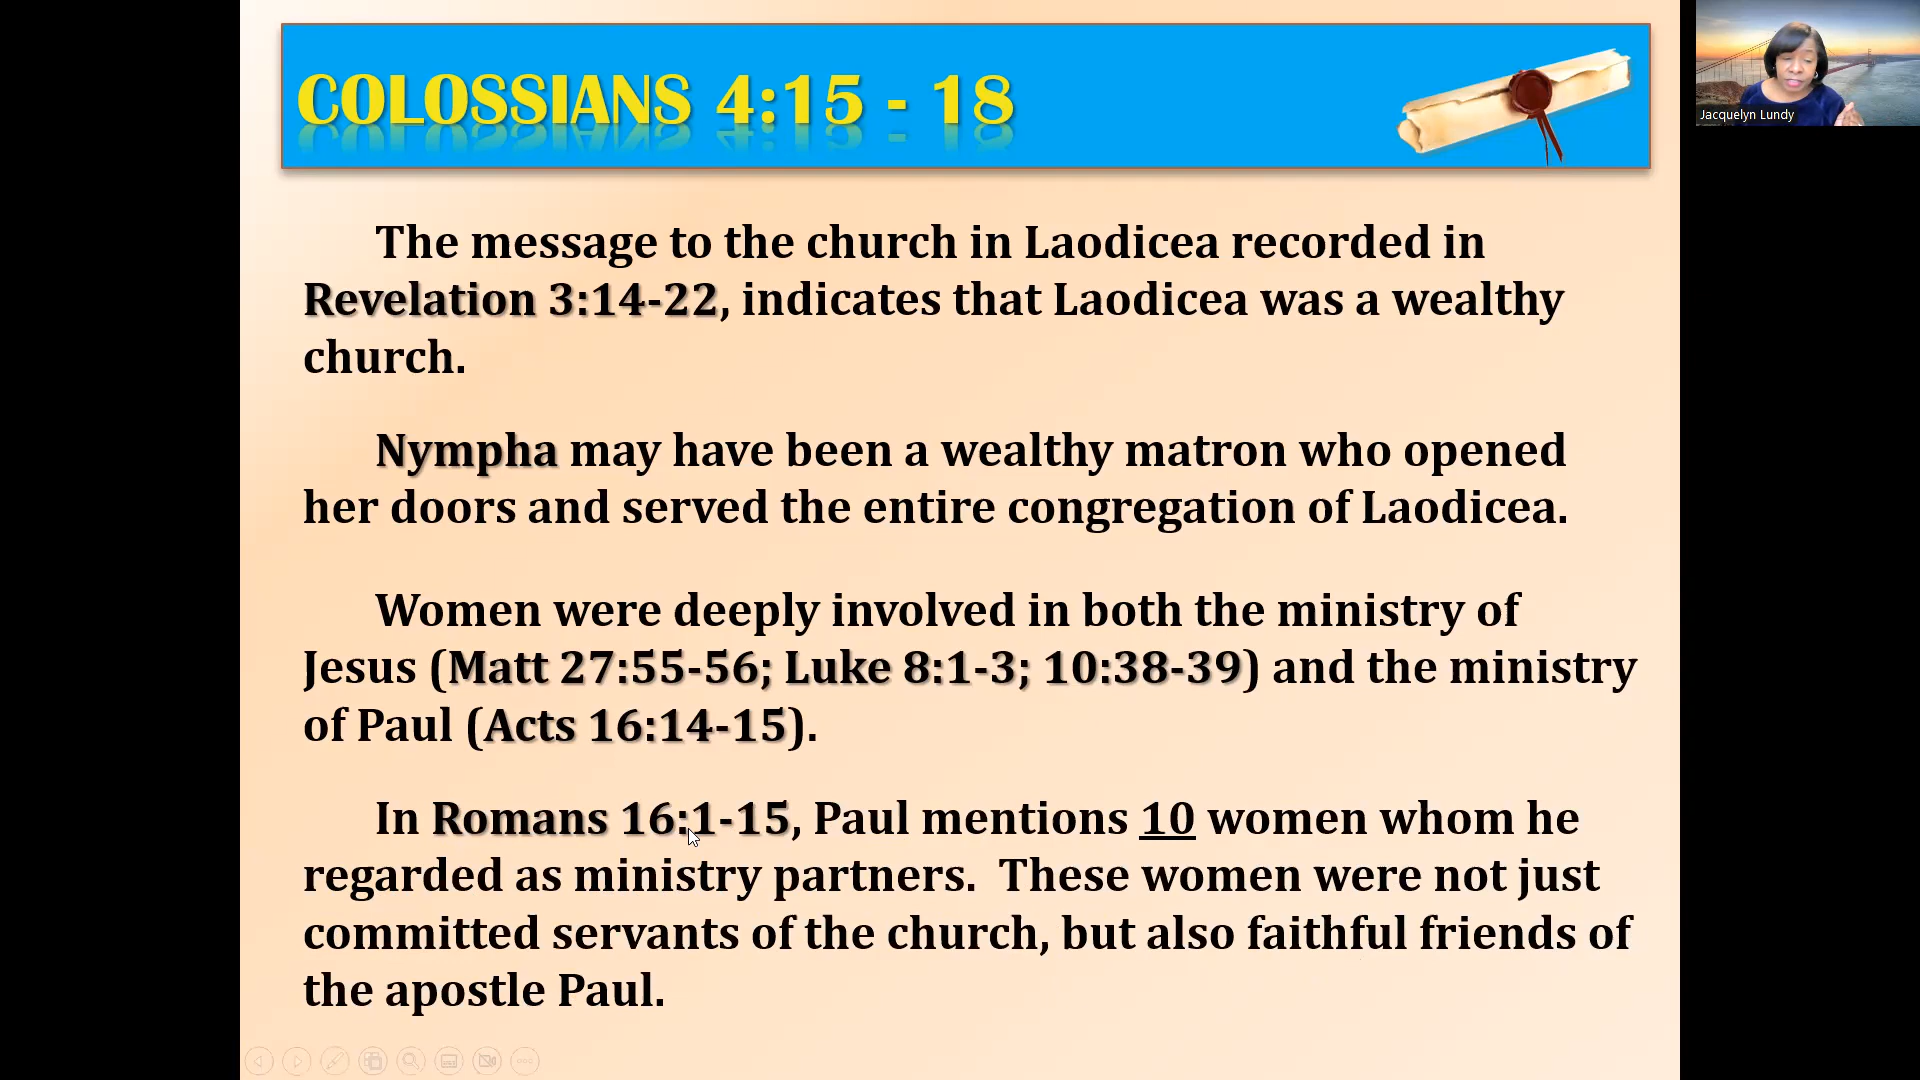 COLOSSIANS 4:15 - 18
Jacquelyn Lundy
The message to the church in Laodicea recorded in
Revelation 3:14-22, indicates that Laodicea was a wealthy
church.
Nympha may have been a wealthy matron who opened
her doors and served the entire congregation of Laodicea.
Women were deeply involved in both the ministry of
Jesus (Matt 27:55-56; Luke 8:1-3; 10:38-39) and the ministry
of Paul (Acts 16:14-15).
In Romans 16:1-15, Paul mentions 10 women whom he
regarded as ministry partners.  These women were not just
committed servants of the church, but also faithful friends of
the apostle Paul.